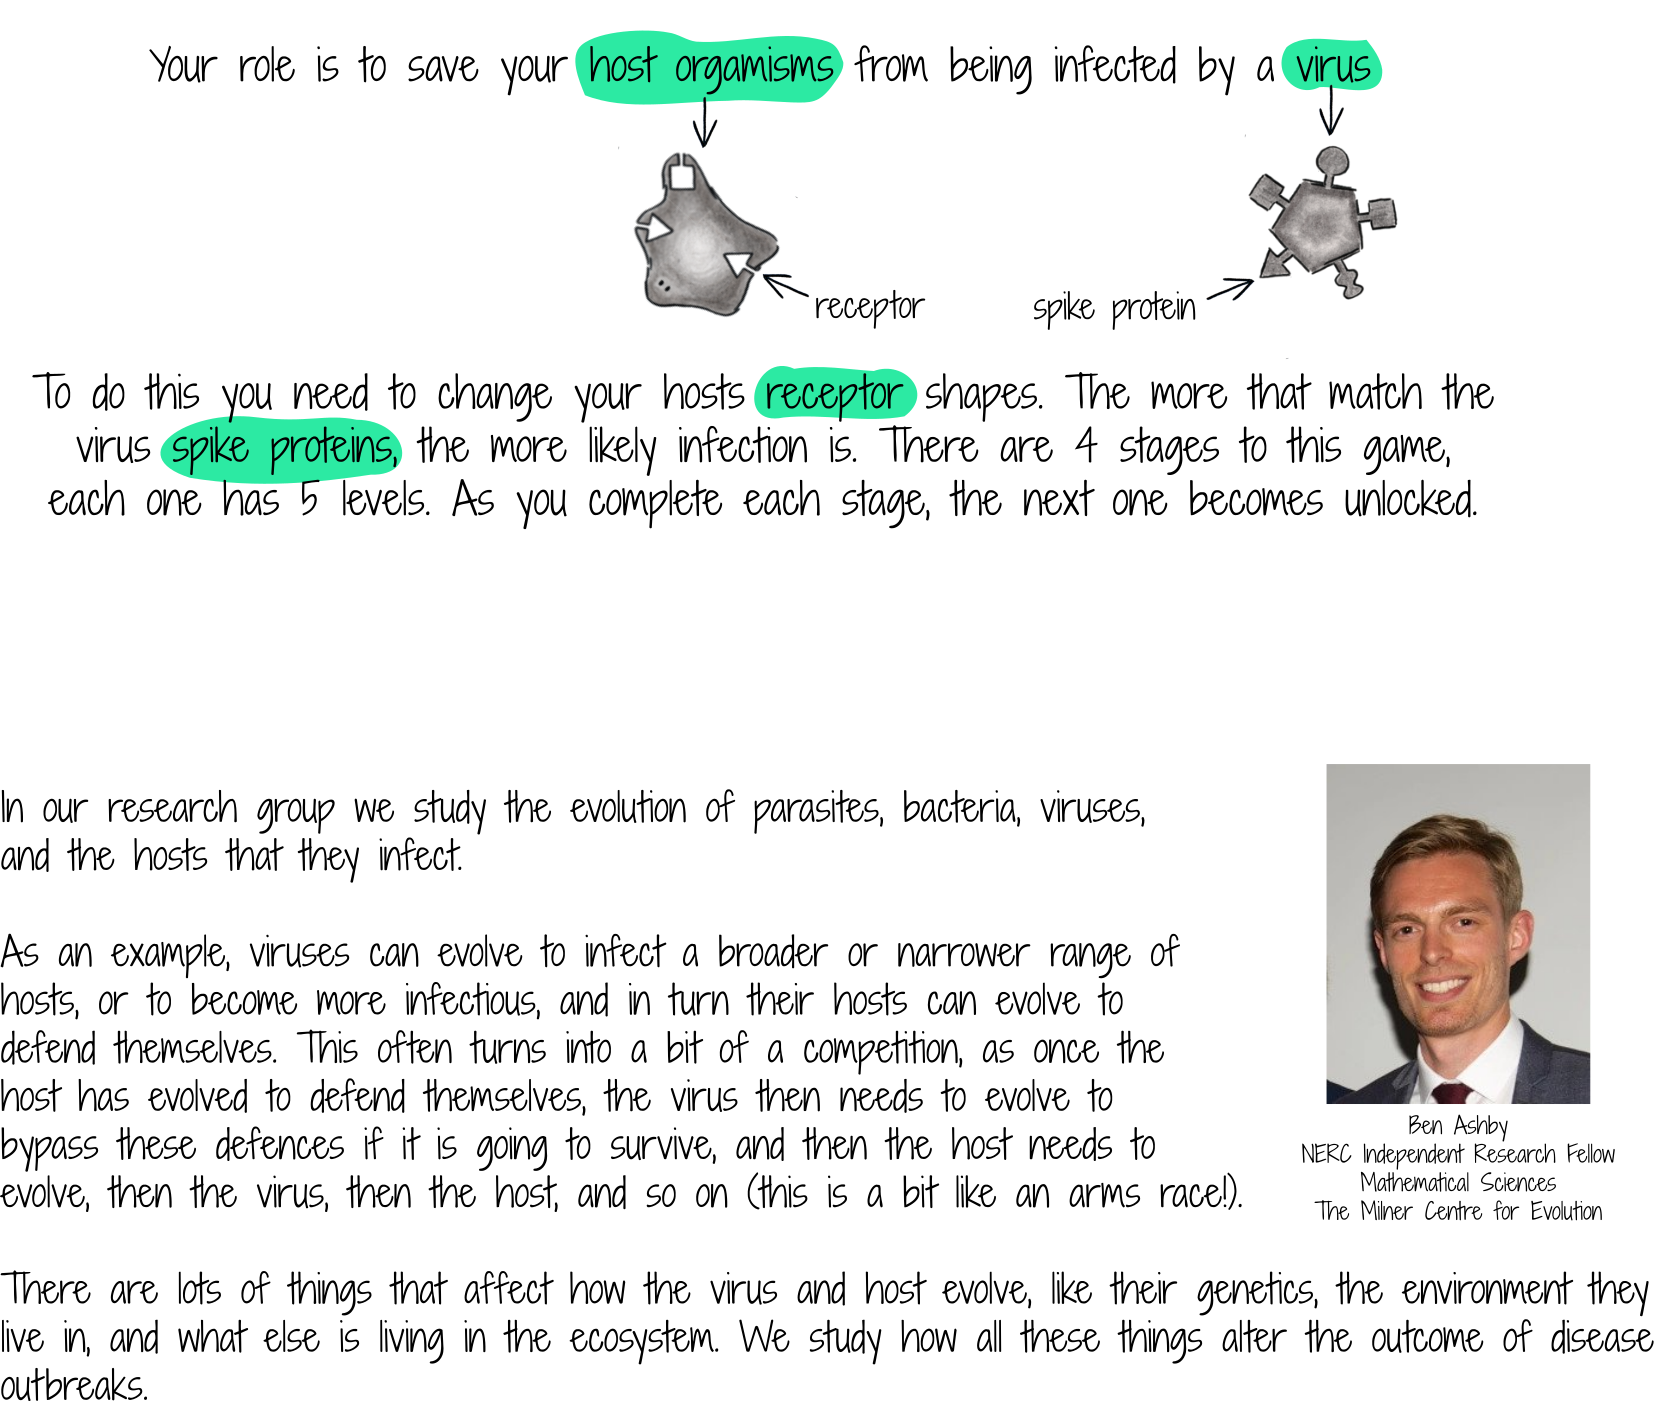 Your role is to save your host orgamisms from being infected by a virus
receptor
spike protein
To do this you need to change your hosts receptor shapes. The more that match the
virus spike proteins, the more likely infection is. There are 4 stages to this game,
each one has 5 levels. As you complete each stage, the next one becomes unlocked.
In our research group we study the evolution of parasites, bacteria, viruses,
and the hosts that they infect.
As an example, viruses can evolve to infect a broader or narrower range of
hosts, or to become more infectious, and in turn their hosts can evolve to
defend themselves. This often turns into a bit of a competition, as once the
host has evolved to defend themselves, the virus then needs to evolve to
bypass these defences if it is going to survive, and then the host needs to
evolve, then the virus, then the host, and so on (this is a bit like an arms race!).
Ben Ashby
NERC Independent Research Fellow
Mathematical Sciences
The Milner Centre for Evolution
There are lots of things that affect how the virus and host evolve, like their genetics, the environment they
live in, and what else is living in the ecosystem. We study how all these things alter the outcome of disease
outbreaks.